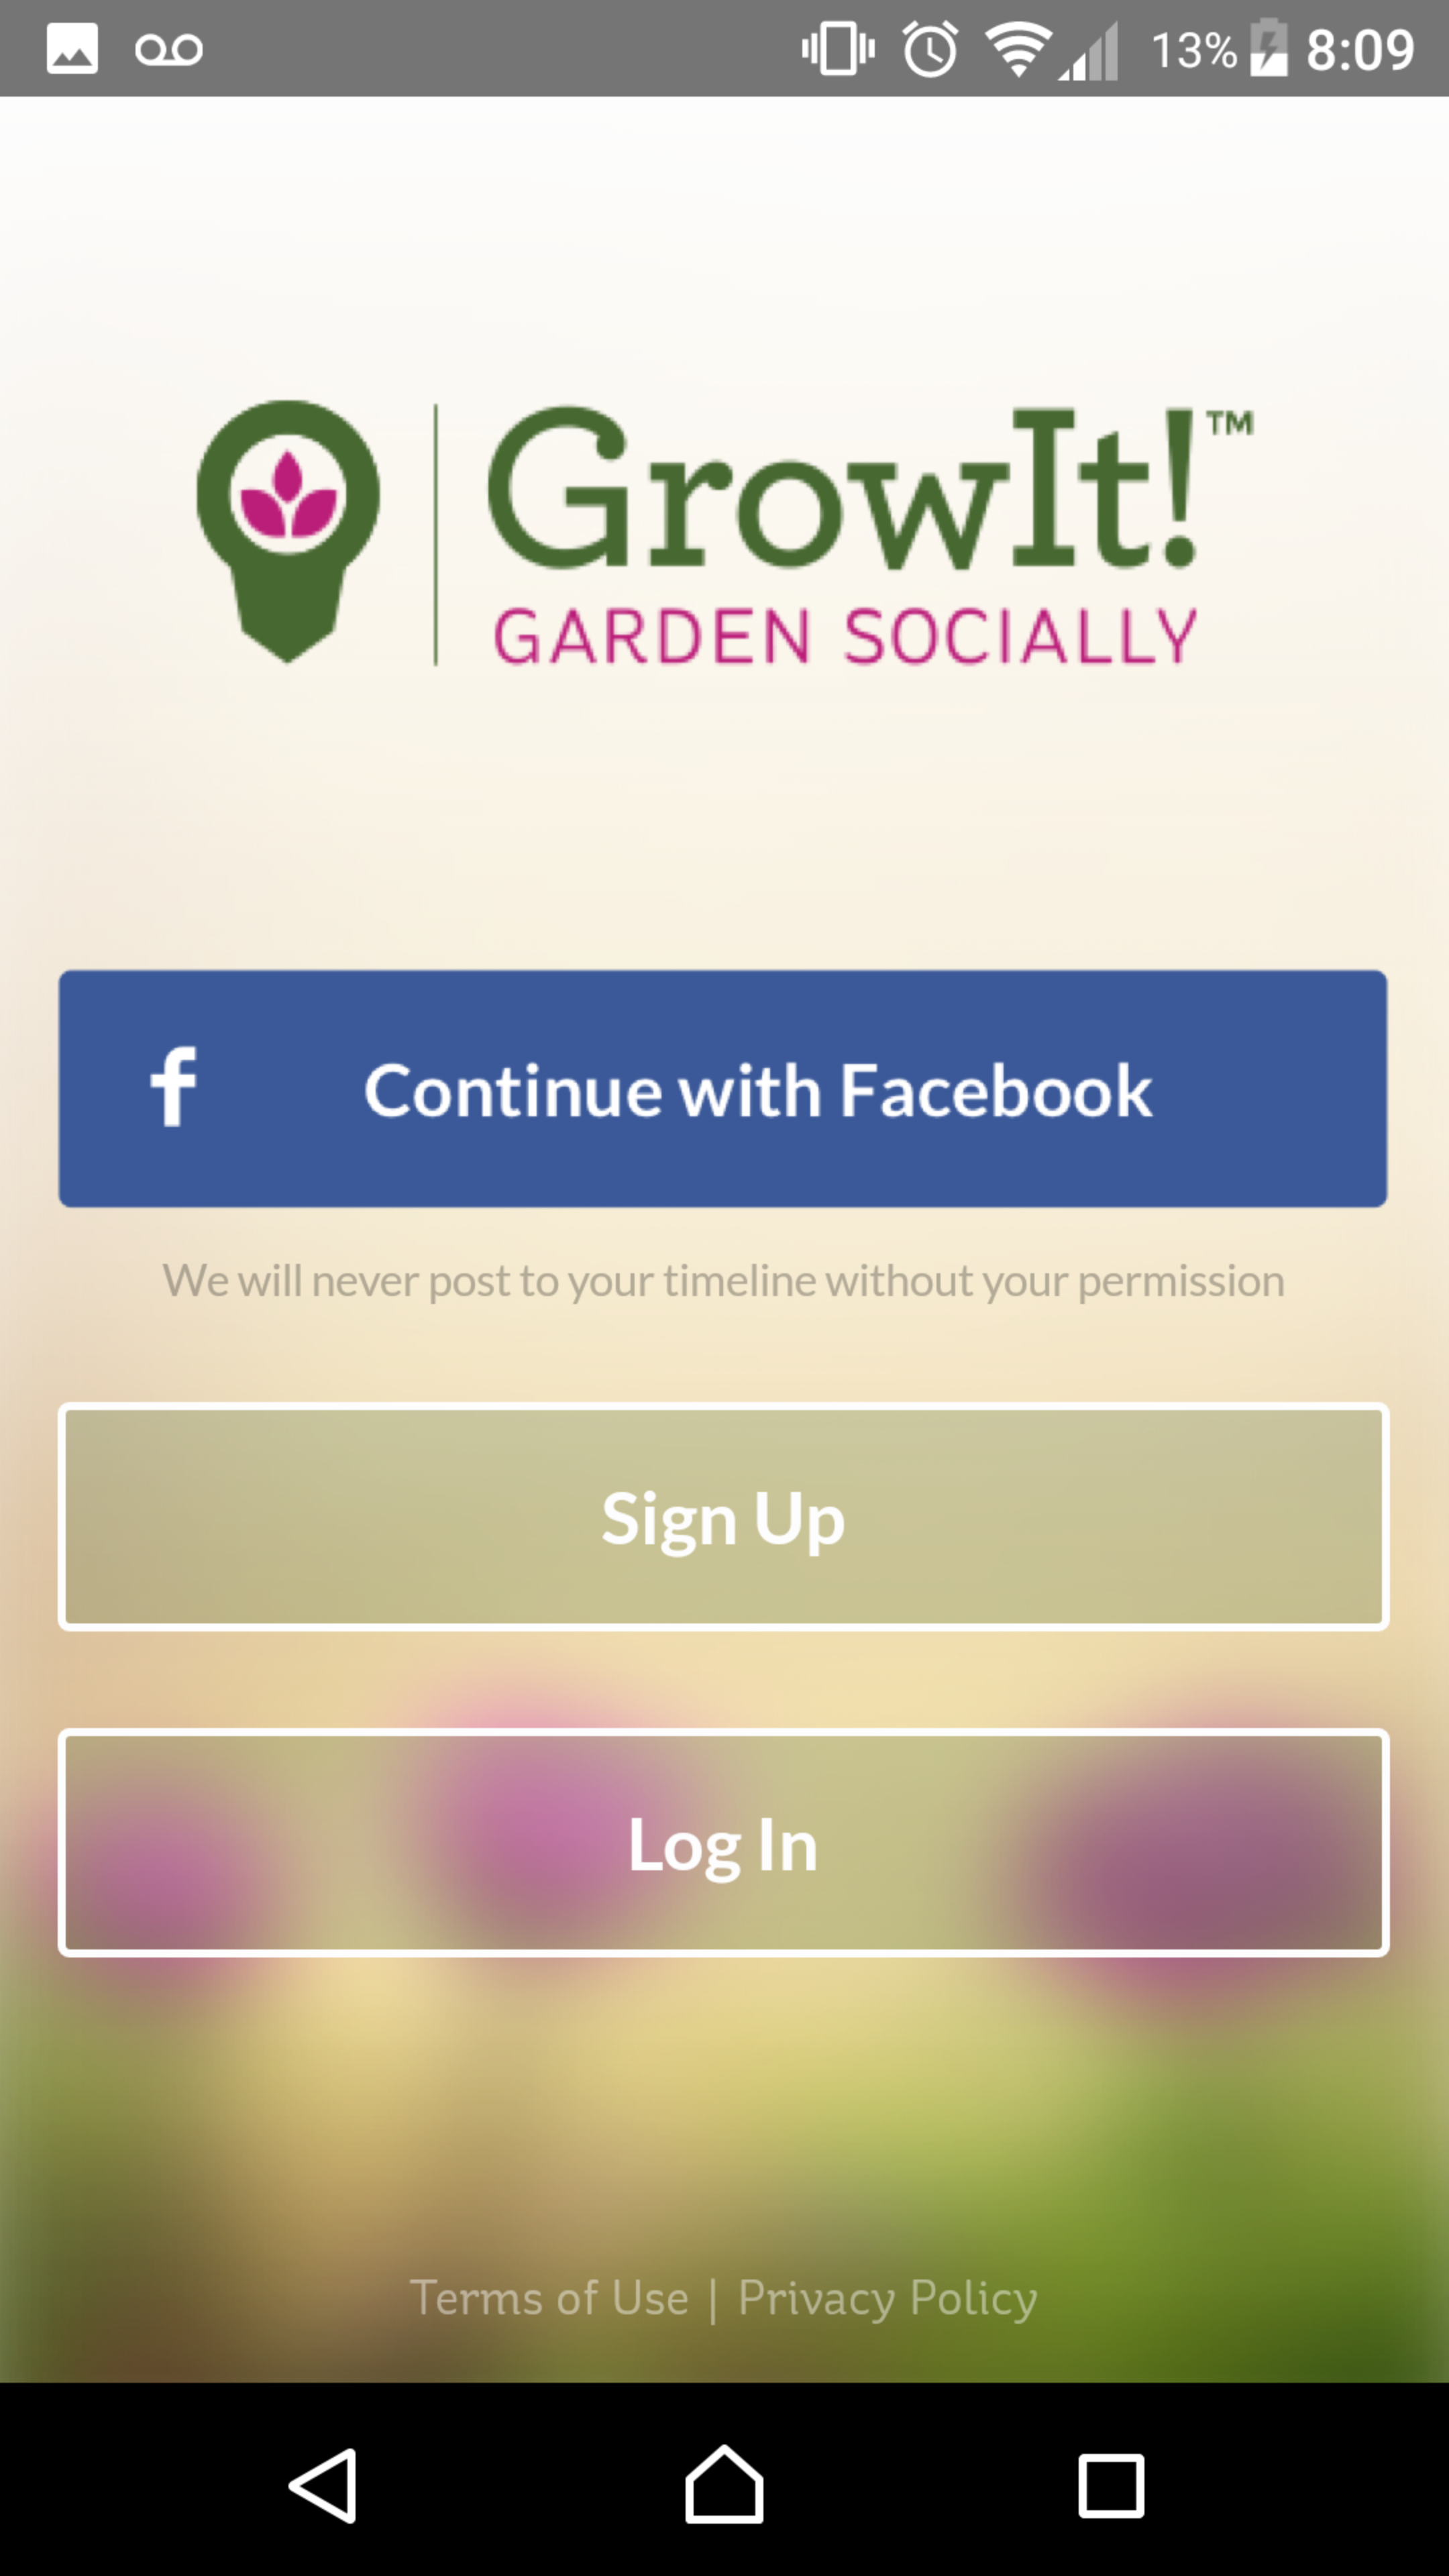 13% 8:09
GrowIt!™
GARDEN SOCIALLY
f Continue with Facebook
We will never post to your timeline without your permission
Sign Up
Log In
Terms of Use | Privacy Policy